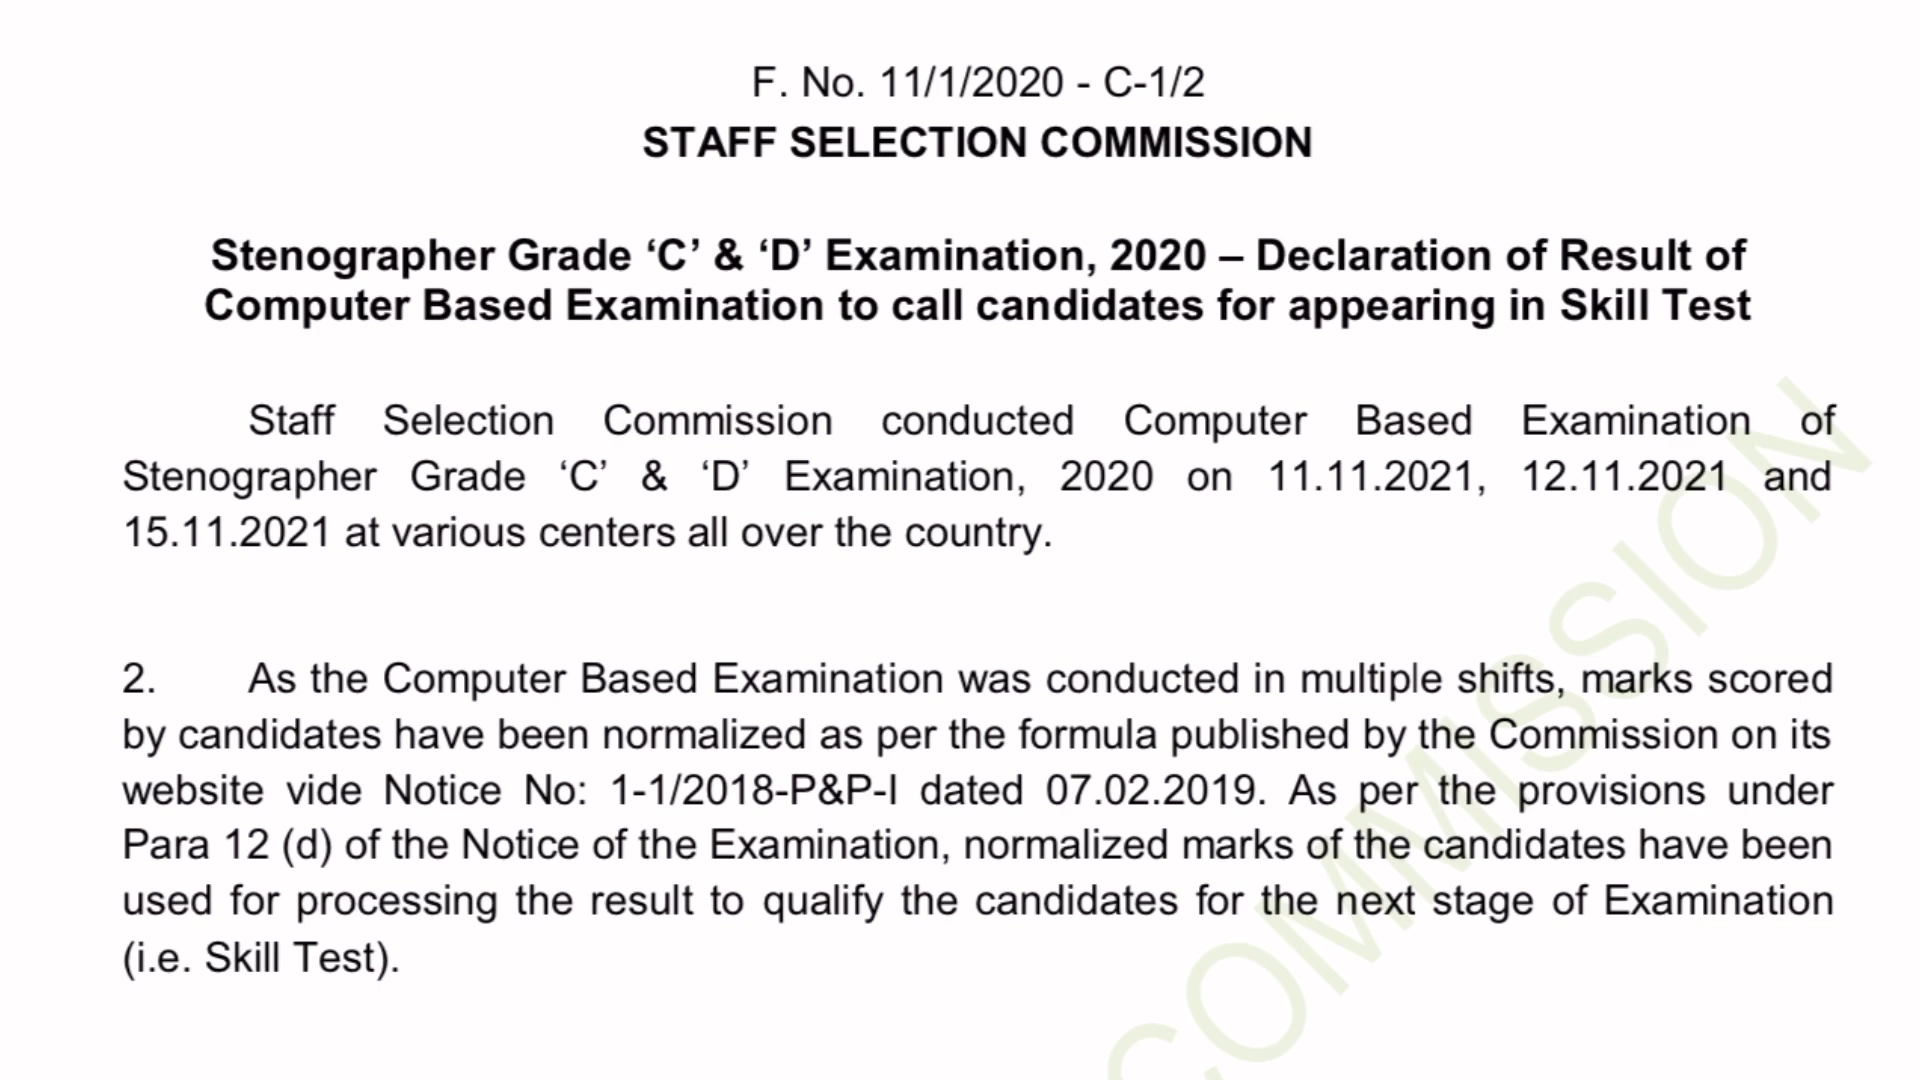 F. No. 11/1/2020 - C-1/2
STAFF SELECTION COMMISSION
Stenographer Grade ‘C’ & ‘D’ Examination, 2020 – Declaration of Result of
Computer Based Examination to call candidates for appearing in Skill Test
Staff Selection Commission conducted Computer Based Examination of
Stenographer Grade ‘C’ & ‘D’ Examination, 2020 on 11.11.2021, 12.11.2021 and
15.11.2021 at various centers all over the country.
2. As the Computer Based Examination was conducted in multiple shifts, marks scored
by candidates have been normalized as per the formula published by the Commission on its
website vide Notice No: 1-1/2018-P&P-I dated 07.02.2019. As per the provisions under
Para 12 (d) of the Notice of the Examination, normalized marks of the candidates have been
used for processing the result to qualify the candidates for the next stage of Examination
(i.e. Skill Test).
COMMISSION